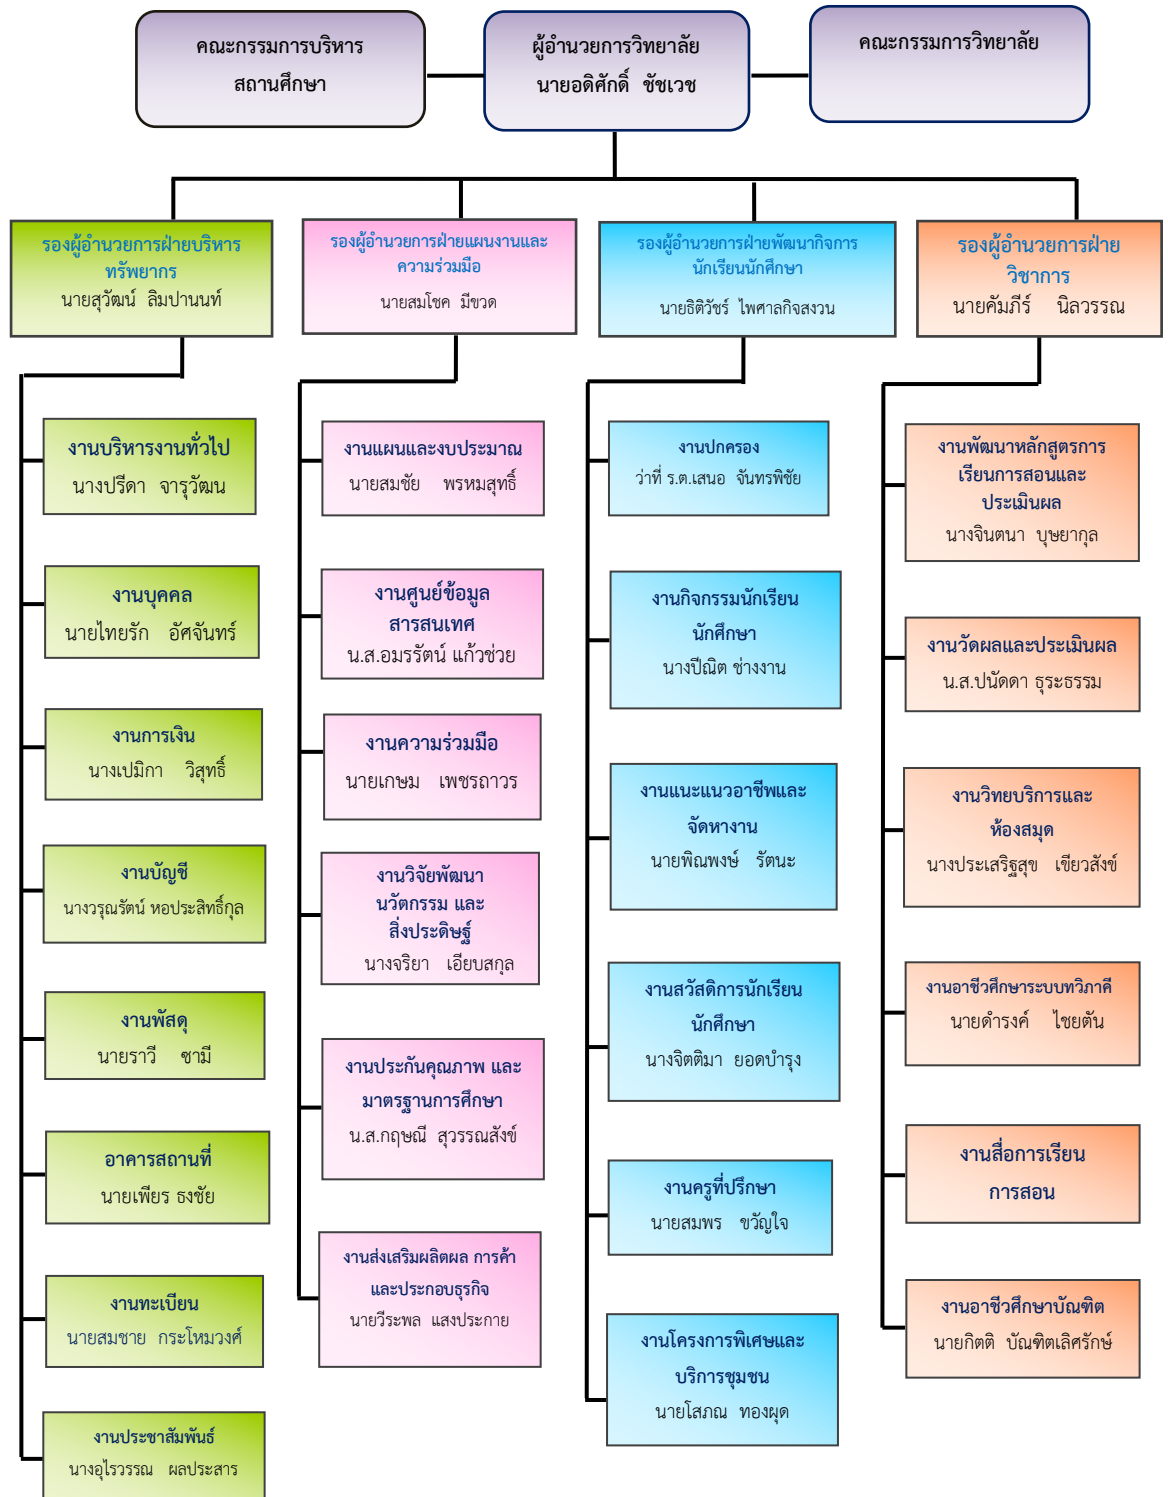 คณะกรรมการบริหาร
สถานศึกษา
ผู้อำนวยการวิทยาลัย
นายอดิศักดิ์ ชัชเวช
คณะกรรมการวิทยาลัย
รองผู้อำนวยการฝ่ายบริหาร
ทรัพยากร
นายสุวัฒน์ ลิมปานนท์
รองผู้อำนวยการฝ่ายแผนงานและ
ความร่วมมือ
นายสมโชค มีขวด
รองผู้อำนวยการฝ่ายพัฒนากิจการ
นักเรียนนักศึกษา
นายธิติวัชร์ ไพศาลกิจสงวน
รองผู้อำนวยการฝ่าย
วิชาการ
นายคัมภีร์ นิลวรรณ
งานบริหารงานทั่วไป
นางปรีดา จารุวัฒน
งานบุคคล
นายไทยรัก อัศจันทร์
งานการเงิน
นางเปมิกา วิสุทธิ์
งานบัญชี
นางวรุณรัตน์ หอประสิทธิ์กุล
งานพัสดุ
นายราวี ซามี
อาคารสถานที่
นายเพียร ธงชัย
งานทะเบียน
นายสมชาย กระโหมวงศ์
งานประชาสัมพันธ์
นางอุไรวรรณ ผลประสาร
งานแผนและงบประมาณ
นายสมชัย พรหมสุทธิ์
งานศูนย์ข้อมูล
สารสนเทศ
น.ส.อมรรัตน์ แก้วช่วย
งานความร่วมมือ
นายเกษม เพชรถาวร
งานวิจัยพัฒนา
นวัตกรรม และ
สิ่งประดิษฐ์
นางจริยา เอียบสกุล
งานประกันคุณภาพ และ
มาตรฐานการศึกษา
น.ส.กฤษณี สุวรรณสังข์
งานส่งเสริมผลิตผล การค้า
และประกอบธุรกิจ
นายวีระพล แสงประกาย
งานปกครอง
ว่าที่ ร.ต.เสนอ จันทรพิชัย
งานกิจกรรมนักเรียน
นักศึกษา
นางปีณิต ช่างงาน
งานแนะแนวอาชีพและ
จัดหางาน
นายพิณพงษ์ รัตนะ
งานสวัสดิการนักเรียน
นักศึกษา
นางจิตติมา ยอดบำรุง
งานครูที่ปรึกษา
นายสมพร ขวัญใจ
งานโครงการพิเศษและ
บริการชุมชน
นายโสภณ ทองผุด
งานพัฒนาหลักสูตรการ
เรียนการสอนและ
ประเมินผล
นางจินตนา บุษยากุล
งานวัดผลและประเมินผล
น.ส.ปนัดดา ธุระธรรม
งานวิทยบริการและ
ห้องสมุด
นางประเสริฐสุข เขียวสังข์
งานอาชีวศึกษาระบบทวิภาคี
นายดำรงค์ ไชยตัน
งานสื่อการเรียน
การสอน
งานอาชีวศึกษาบัณฑิต
นายกิตติ บัณฑิตเลิศรักษ์